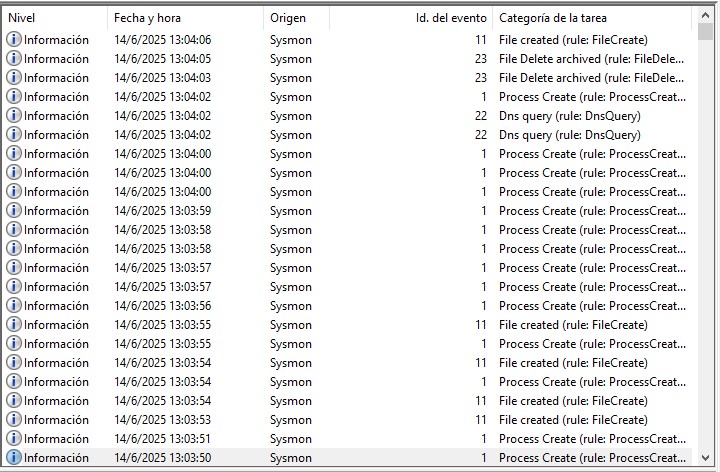 Nivel Fecha y hora Origen Id. del evento Categoría de la tarea
Información 14/6/2025 13:04:06 Sysmon 11 File created (rule: FileCreate)
Información 14/6/2025 13:04:05 Sysmon 23 File Delete archived (rule: FileDele...
Información 14/6/2025 13:04:03 Sysmon 23 File Delete archived (rule: FileDele...
Información 14/6/2025 13:04:02 Sysmon 1 Process Create (rule: ProcessCreat...
Información 14/6/2025 13:04:02 Sysmon 22 Dns query (rule: DnsQuery)
Información 14/6/2025 13:04:02 Sysmon 22 Dns query (rule: DnsQuery)
Información 14/6/2025 13:04:00 Sysmon 1 Process Create (rule: ProcessCreat...
Información 14/6/2025 13:04:00 Sysmon 1 Process Create (rule: ProcessCreat...
Información 14/6/2025 13:04:00 Sysmon 1 Process Create (rule: ProcessCreat...
Información 14/6/2025 13:03:59 Sysmon 1 Process Create (rule: ProcessCreat...
Información 14/6/2025 13:03:58 Sysmon 1 Process Create (rule: ProcessCreat...
Información 14/6/2025 13:03:58 Sysmon 1 Process Create (rule: ProcessCreat...
Información 14/6/2025 13:03:57 Sysmon 1 Process Create (rule: ProcessCreat...
Información 14/6/2025 13:03:57 Sysmon 1 Process Create (rule: ProcessCreat...
Información 14/6/2025 13:03:56 Sysmon 1 Process Create (rule: ProcessCreat...
Información 14/6/2025 13:03:55 Sysmon 11 File created (rule: FileCreate)
Información 14/6/2025 13:03:55 Sysmon 1 Process Create (rule: ProcessCreat...
Información 14/6/2025 13:03:54 Sysmon 11 File created (rule: FileCreate)
Información 14/6/2025 13:03:54 Sysmon 1 Process Create (rule: ProcessCreat...
Información 14/6/2025 13:03:54 Sysmon 11 File created (rule: FileCreate)
Información 14/6/2025 13:03:53 Sysmon 11 File created (rule: FileCreate)
Información 14/6/2025 13:03:51 Sysmon 1 Process Create (rule: ProcessCreat...
Información 14/6/2025 13:03:50 Sysmon 1 Process Create (rule: ProcessCreat...